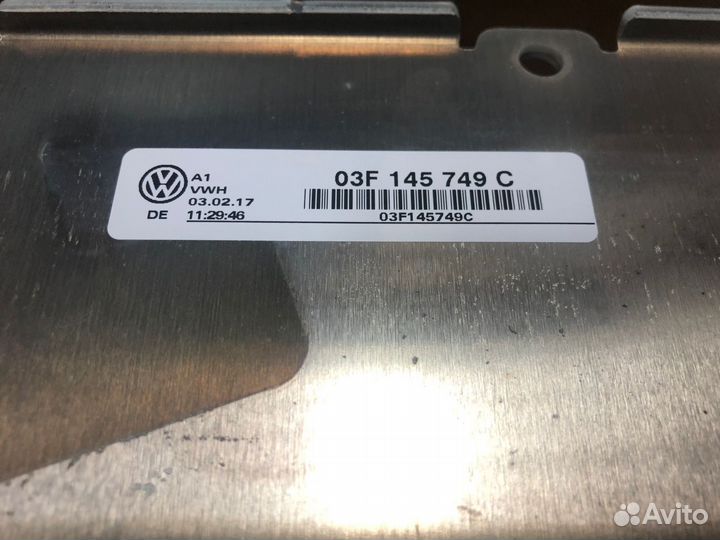 A1
VWH
03.02.17
DE 11:29:46
03F 145 749 C
03F145749C
Avito